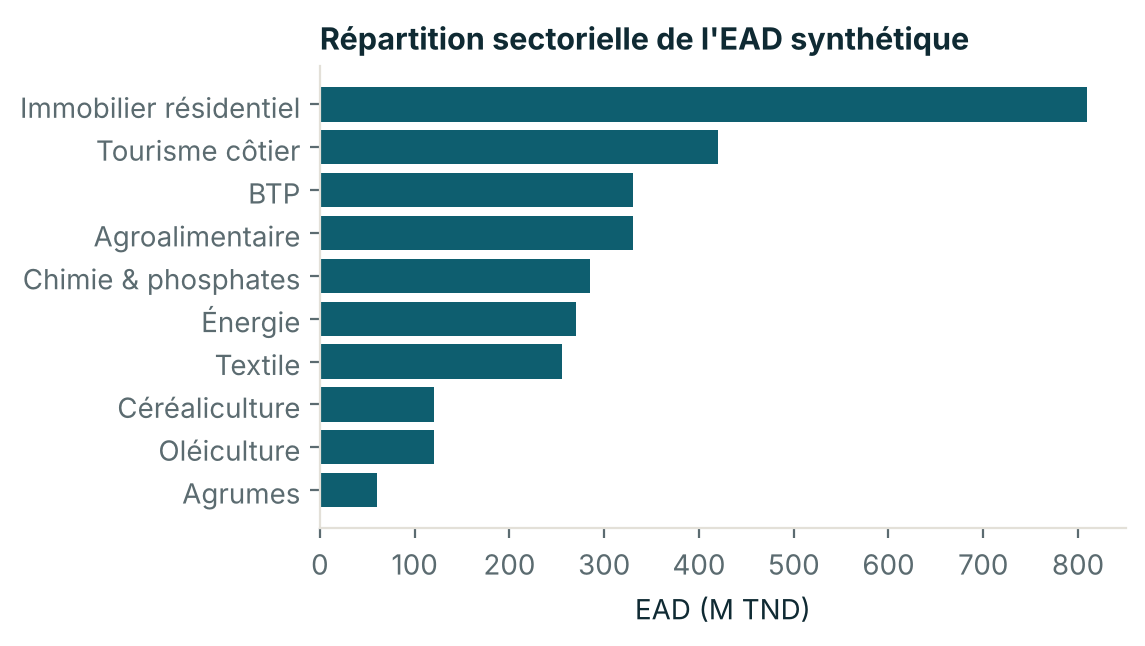 Répartition sectorielle de l'EAD synthétique
Immobilier résidentiel
Tourisme côtier
BTP
Agroalimentaire
Chimie & phosphates
Énergie
Textile
Céréaliculture
Oléiculture
Agrumes
0 100 200 300 400 500 600 700 800
EAD (M TND)